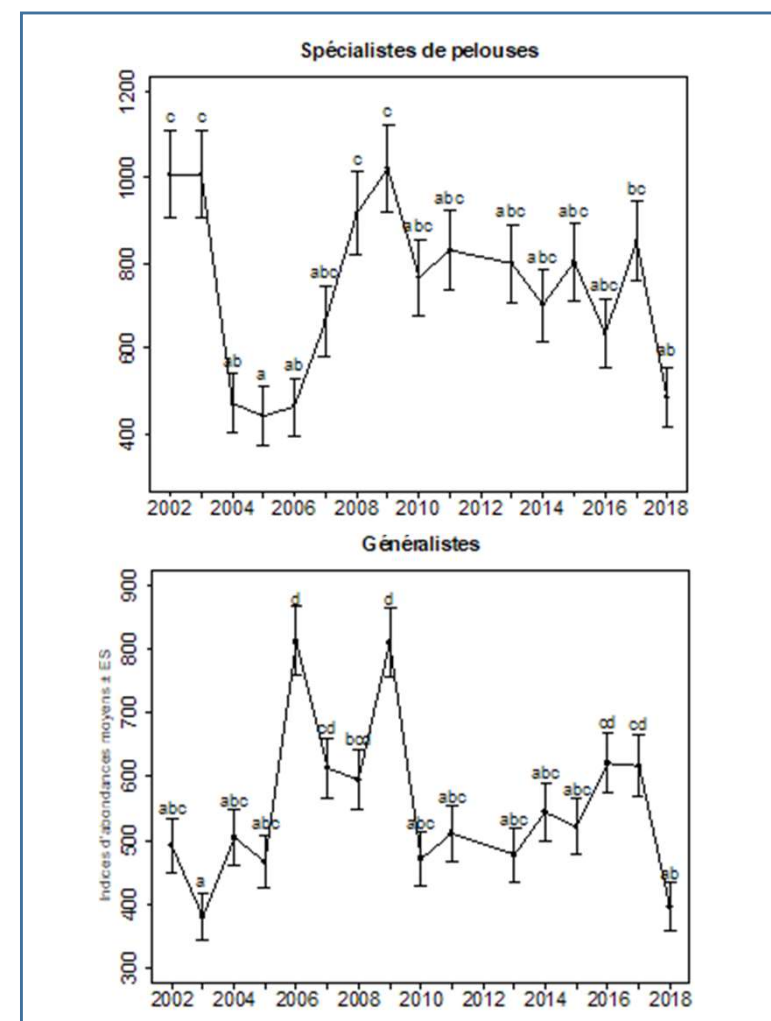 Spécialistes de pelouses
1200
1000
800
600
400
c c ab a ab abc c c abc abc abc abc abc abc bc ab
2002 2004 2006 2008 2010 2012 2014 2016 2018
Généralistes
Indices d'abondances moyens ± ES
900
800
700
600
500
400
300
abc a abc abc d cd bcd d abc abc abc abc abc cd cd ab
2002 2004 2006 2008 2010 2012 2014 2016 2018